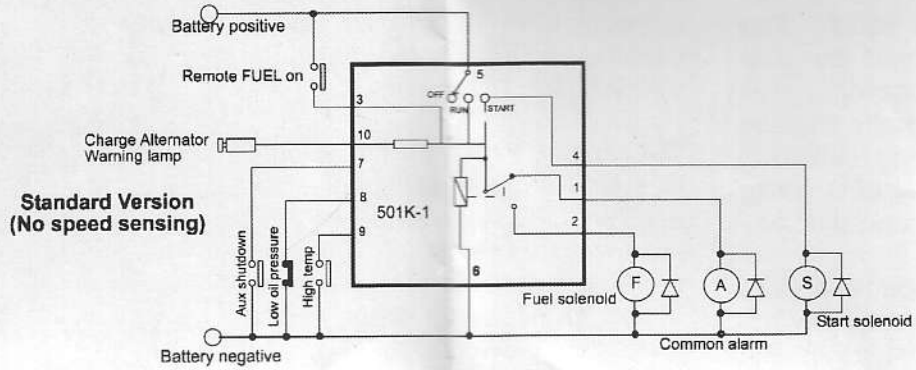 Battery positive
Remote FUEL on
5
OFF
RUN
START
3
Charge Alternator
Warning lamp
10
7
4
Standard Version
(No speed sensing)
8
501K-1
1
9
2
Aux shutdown
Low oil pressure
High temp
6
Fuel solenoid
F
A
S
Start solenoid
Common alarm
Battery negative